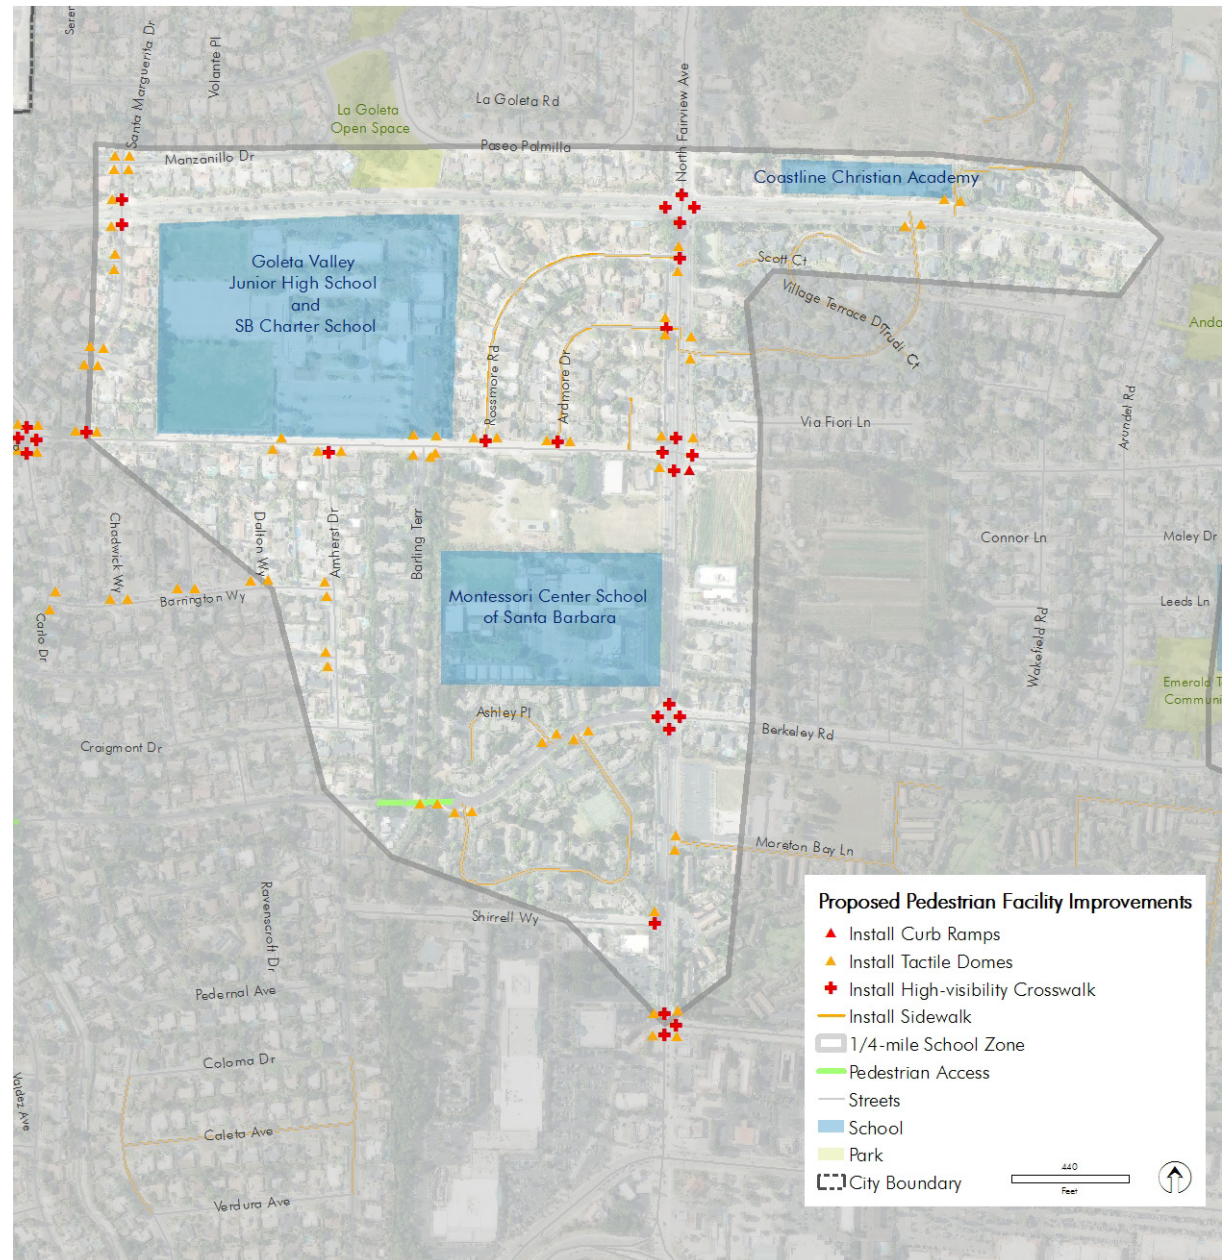 Seren
Santa Marguerita Dr
Volante Pl
La Goleta
Open Space
La Goleta Rd
North Fairview Ave
Manzanillo Dr
Paseo Palmilla
Coastline Christian Academy
Goleta Valley
Junior High School
and
SB Charter School
Scott Ct
Village Terrace Dr
Trudi Ct
Anda
Rossmore Rd
Ardmore Dr
Arundel Rd
Via Fiori Ln
a
Chadwick Wy
Dalton Wy
Amherst Dr
Barling Terr
Connor Ln
Maley Dr
Montessori Center School
of Santa Barbara
Barrington Wy
Leeds Ln
Carlo Dr
Wakefield Rd
Emerald T
Communi
Ashley Pl
Berkeley Rd
Craigmont Dr
Moreton Bay Ln
Ravenscroft Dr
Shirrell Wy
Pedernal Ave
Coloma Dr
Valdez Ave
Caleta Ave
Verdura Ave
Proposed Pedestrian Facility Improvements
Install Curb Ramps
Install Tactile Domes
Install High-visibility Crosswalk
Install Sidewalk
1/4-mile School Zone
Pedestrian Access
Streets
School
Park
City Boundary
440
Feet